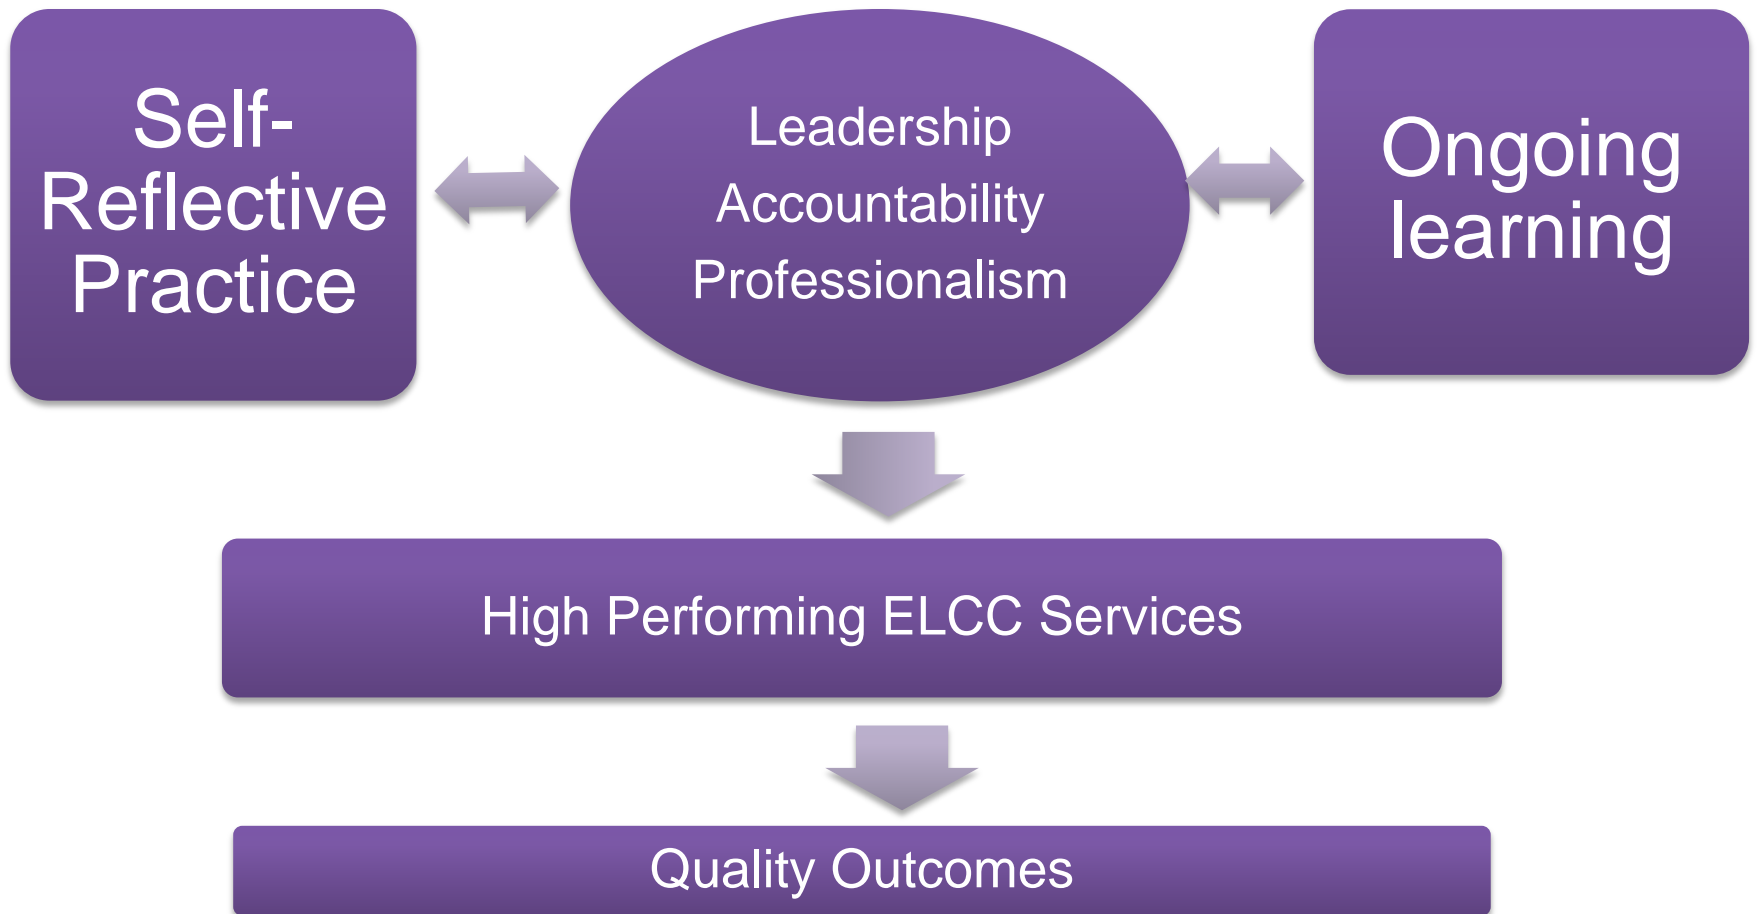 Self-
Reflective
Practice
Leadership
Accountability
Professionalism
Ongoing
learning
High Performing ELCC Services
Quality Outcomes